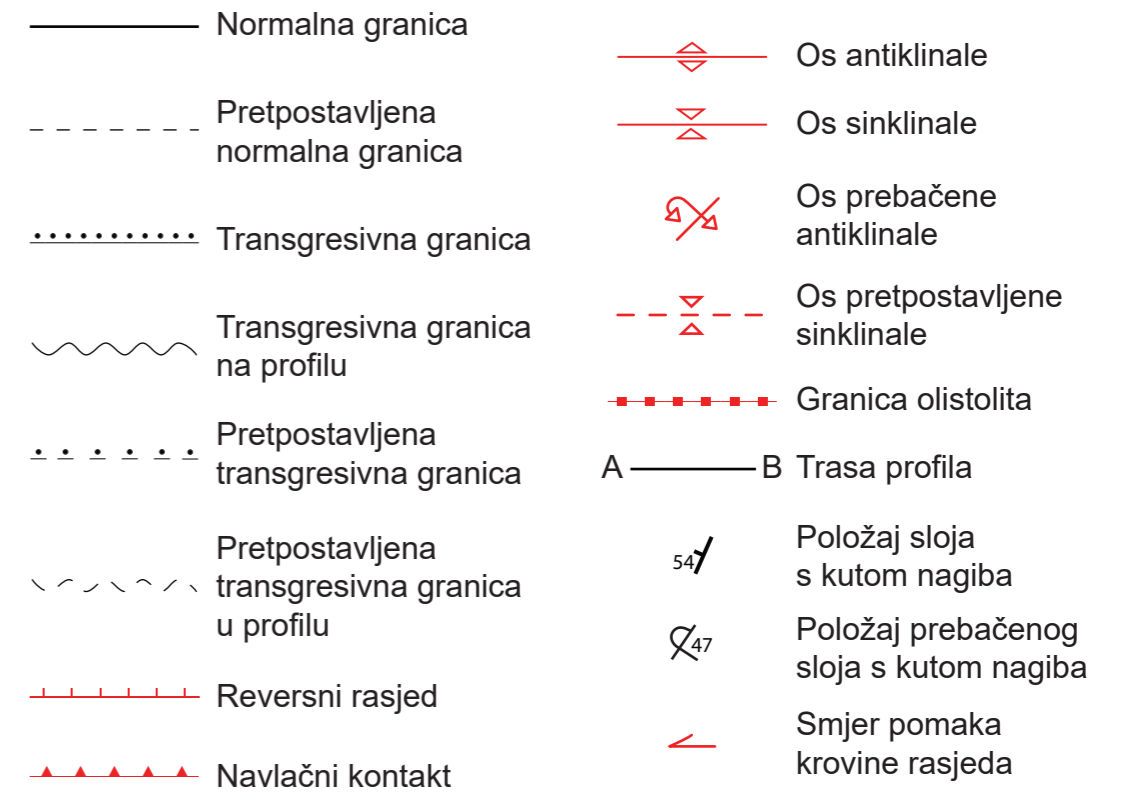 Normalna granica
Pretpostavljena
normalna granica
Transgresivna granica
Transgresivna granica
na profilu
Pretpostavljena
transgresivna granica
Pretpostavljena
transgresivna granica
u profilu
Reversni rasjed
Navlačni kontakt
Os antiklinale
Os sinklinale
Os prebačene
antiklinale
Os pretpostavljene
sinklinale
Granica olistolita
A B Trasa profila
54 Položaj sloja
s kutom nagiba
47 Položaj prebačenog
sloja s kutom nagiba
Smjer pomaka
krovine rasjeda